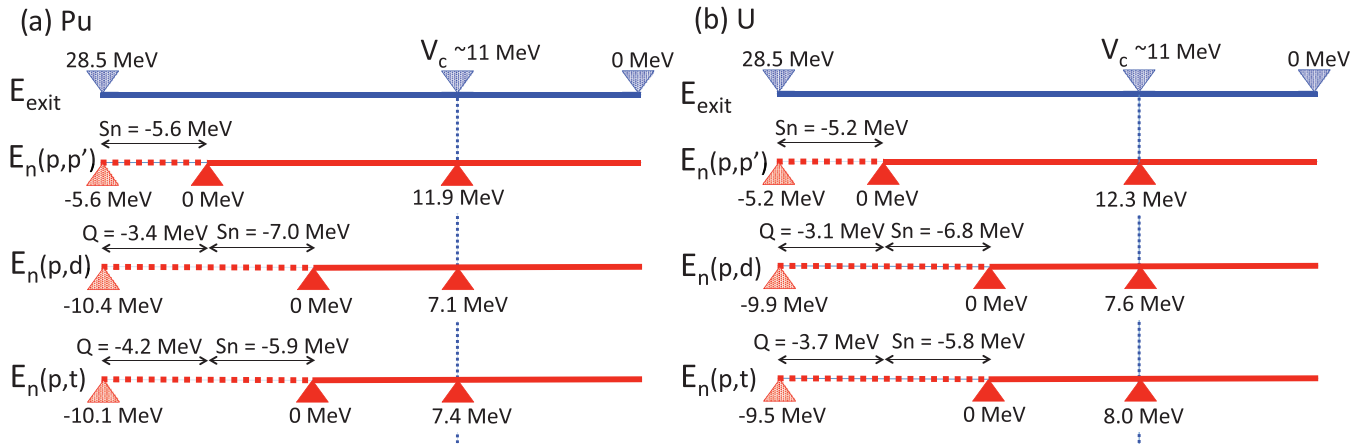 (a) Pu
28.5 MeV
V_c ~11 MeV
0 MeV
E_exit
Sn = -5.6 MeV
E_n(p,p’)
-5.6 MeV
0 MeV
11.9 MeV
Q = -3.4 MeV
Sn = -7.0 MeV
E_n(p,d)
-10.4 MeV
0 MeV
7.1 MeV
Q = -4.2 MeV
Sn = -5.9 MeV
E_n(p,t)
-10.1 MeV
0 MeV
7.4 MeV
(b) U
28.5 MeV
V_c ~11 MeV
0 MeV
E_exit
Sn = -5.2 MeV
E_n(p,p’)
-5.2 MeV
0 MeV
12.3 MeV
Q = -3.1 MeV
Sn = -6.8 MeV
E_n(p,d)
-9.9 MeV
0 MeV
7.6 MeV
Q = -3.7 MeV
Sn = -5.8 MeV
E_n(p,t)
-9.5 MeV
0 MeV
8.0 MeV